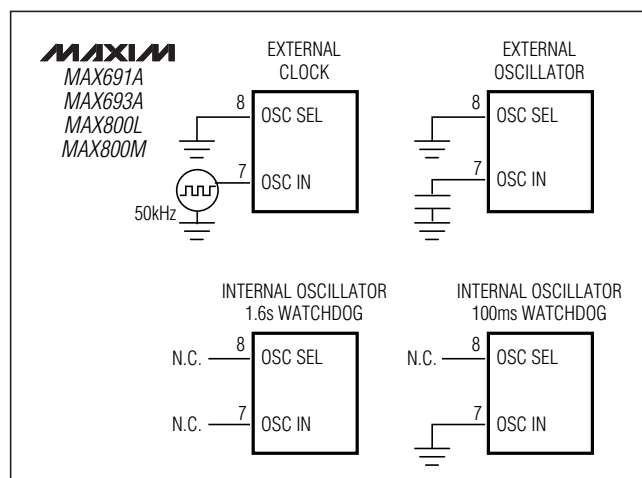 MAXIM
MAX691A
MAX693A
MAX800L
MAX800M
EXTERNAL
CLOCK
8
OSC SEL
7
OSC IN
50kHz
EXTERNAL
OSCILLATOR
8
OSC SEL
7
OSC IN
INTERNAL OSCILLATOR
1.6s WATCHDOG
N.C.
8
OSC SEL
N.C.
7
OSC IN
INTERNAL OSCILLATOR
100ms WATCHDOG
N.C.
8
OSC SEL
7
OSC IN